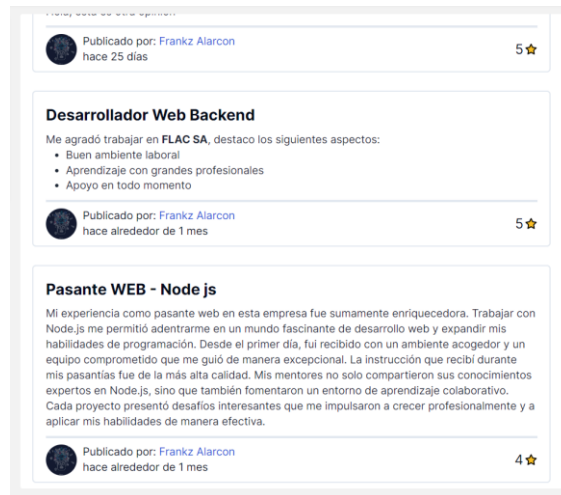 Publicado por: Frankz Alarcon
hace 25 días
5
Desarrollador Web Backend
Me agradó trabajar en FLAC SA, destaco los siguientes aspectos:
• Buen ambiente laboral
• Aprendizaje con grandes profesionales
• Apoyo en todo momento
Publicado por: Frankz Alarcon
hace alrededor de 1 mes
5
Pasante WEB - Node js
Mi experiencia como pasante web en esta empresa fue sumamente enriquecedora. Trabajar con
Node.js me permitió adentrarme en un mundo fascinante de desarrollo web y expandir mis
habilidades de programación. Desde el primer día, fui recibido con un ambiente acogedor y un
equipo comprometido que me guió de manera excepcional. La instrucción que recibí durante
mis pasantías fue de la más alta calidad. Mis mentores no solo compartieron sus conocimientos
expertos en Node.js, sino que también fomentaron un entorno de aprendizaje colaborativo.
Cada proyecto presentó desafíos interesantes que me impulsaron a crecer profesionalmente y a
aplicar mis habilidades de manera efectiva.
Publicado por: Frankz Alarcon
hace alrededor de 1 mes
4